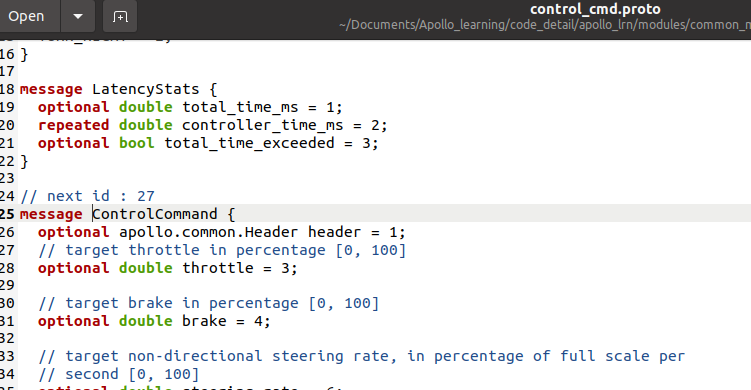 Open
control_cmd.proto
~/Documents/Apollo_learning/code_detail/apollo_lrn/modules/common_m
16 }
17
18 message LatencyStats {
19   optional double total_time_ms = 1;
20   repeated double controller_time_ms = 2;
21   optional bool total_time_exceeded = 3;
22 }
23
24 // next id : 27
25 message ControlCommand {
26   optional apollo.common.Header header = 1;
27   // target throttle in percentage [0, 100]
28   optional double throttle = 3;
29
30   // target brake in percentage [0, 100]
31   optional double brake = 4;
32
33   // target non-directional steering rate, in percentage of full scale per
34   // second [0, 100]
35   optional double steering_rate = 6;